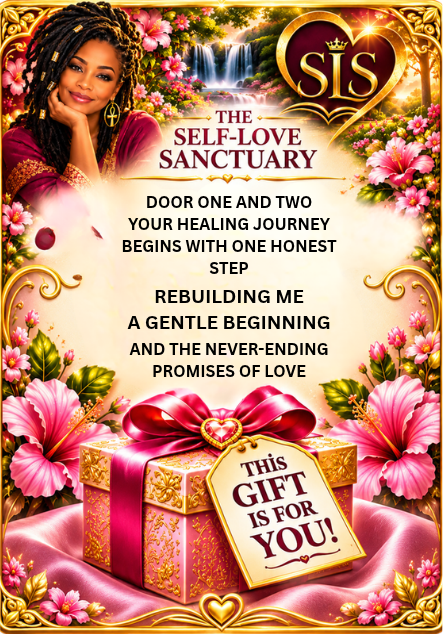 SLS
THE
SELF-LOVE
SANCTUARY
DOOR ONE AND TWO
YOUR HEALING JOURNEY
BEGINS WITH ONE HONEST
STEP
REBUILDING ME
A GENTLE BEGINNING
AND THE NEVER-ENDING
PROMISES OF LOVE
THiS
GIFT
IS FOR
YOU!